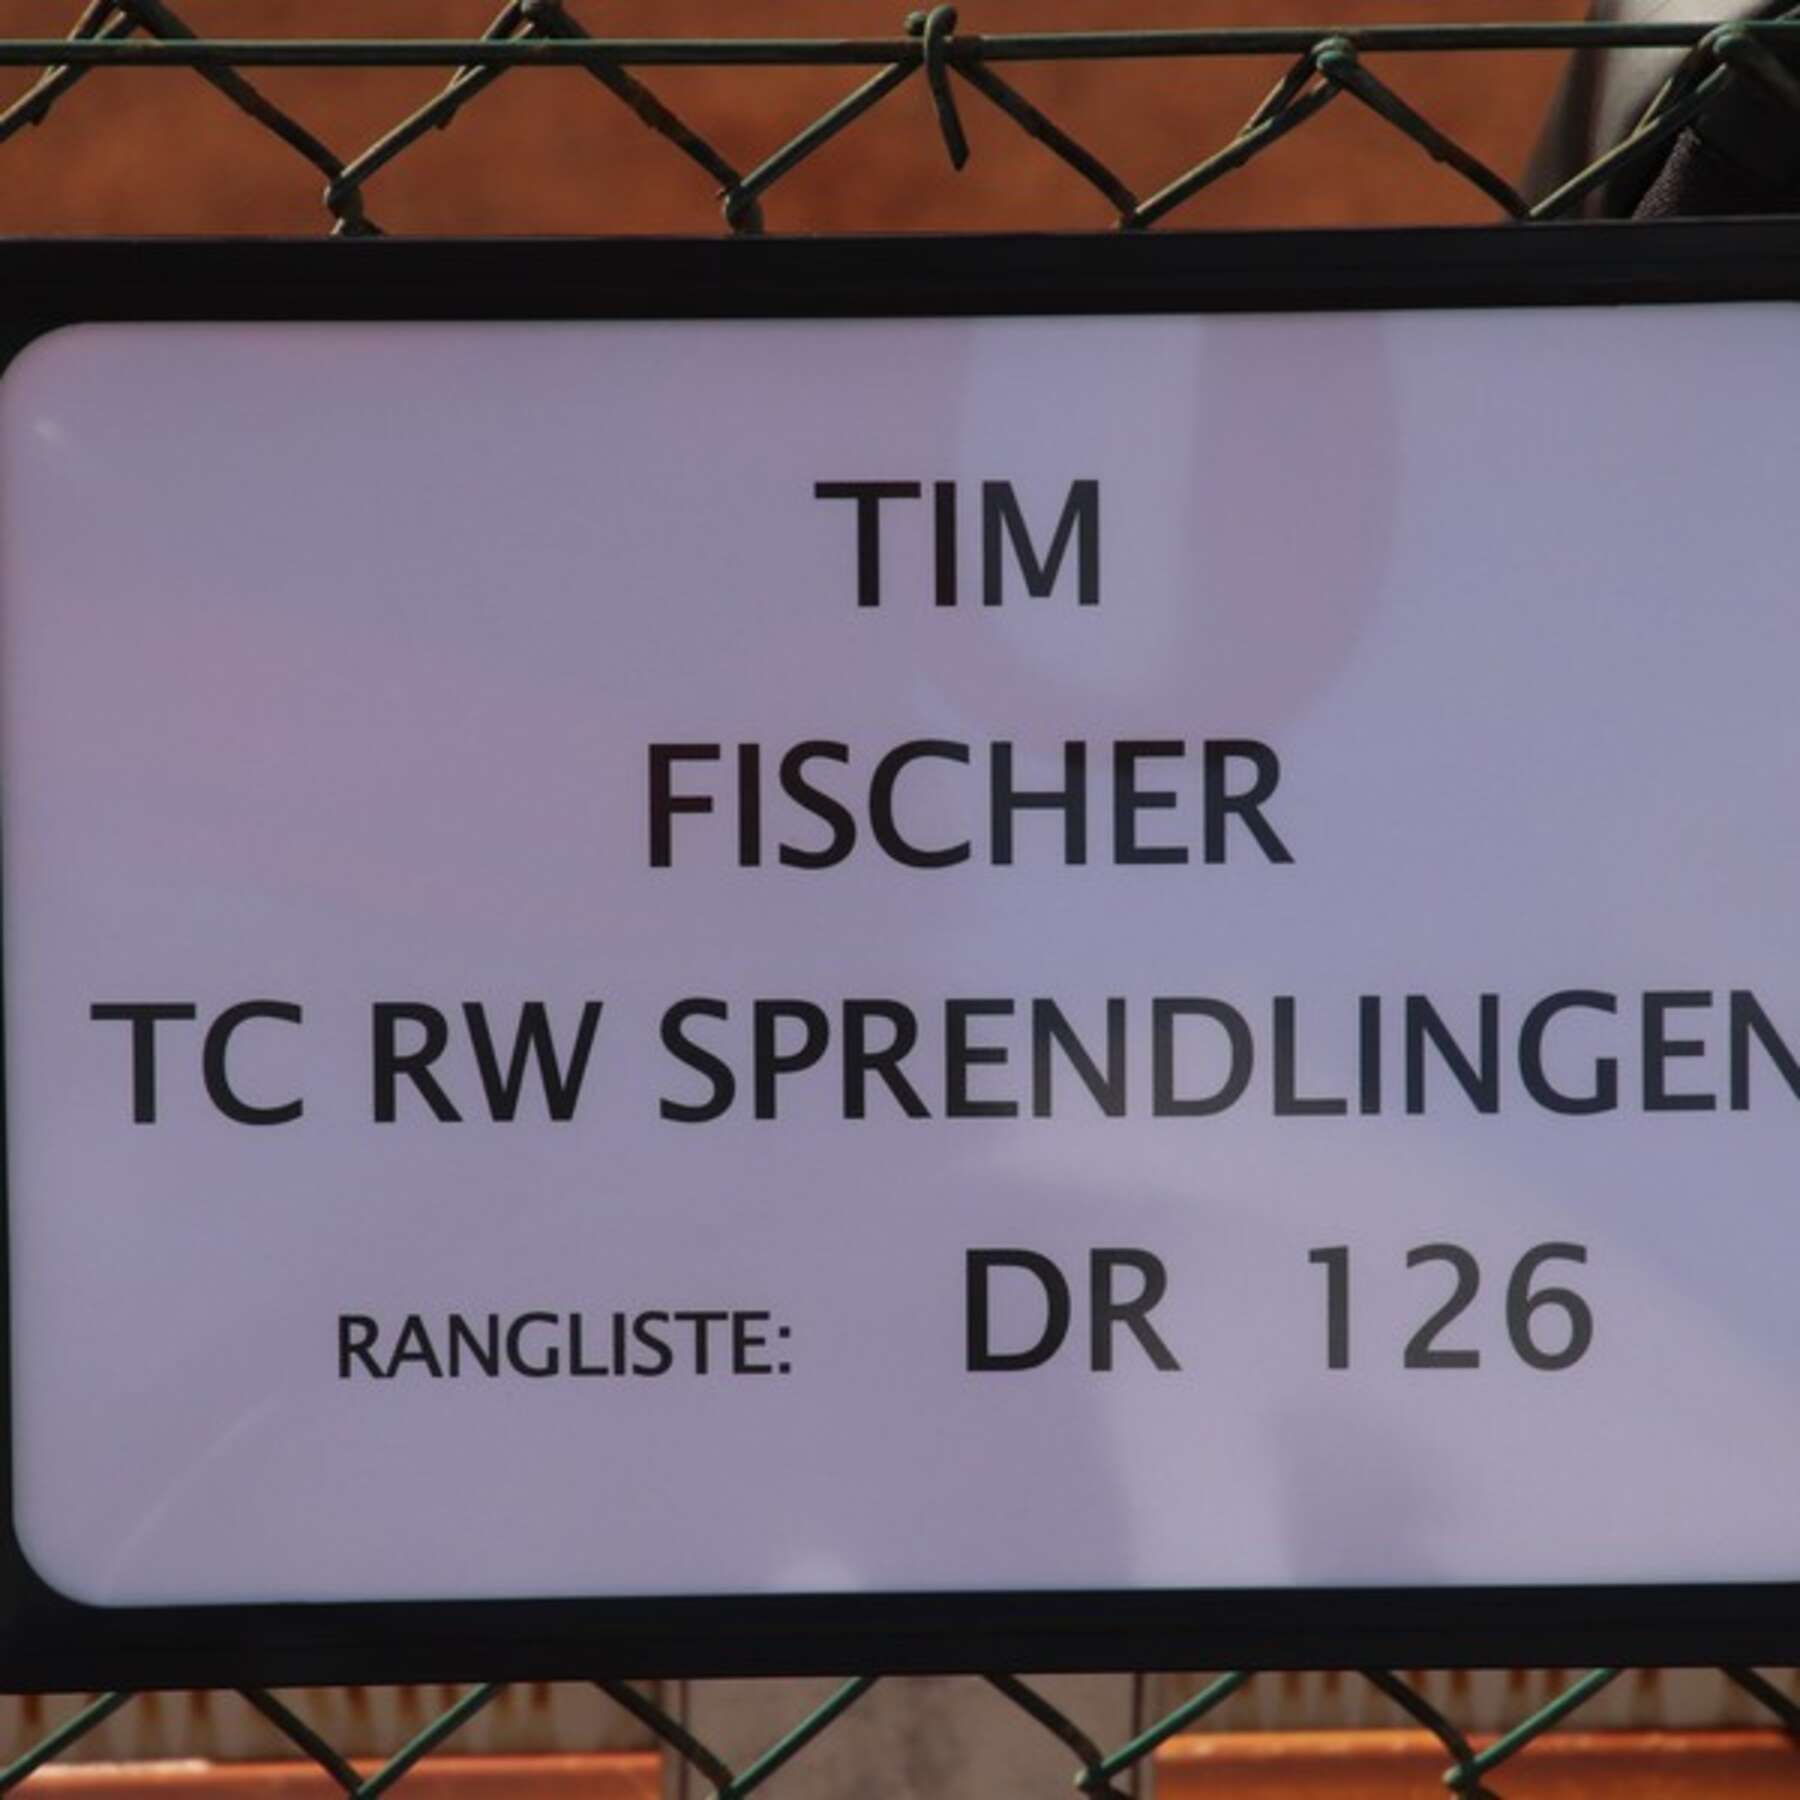 TIM
FISCHER
TC RW SPRENDLINGEN
RANGLISTE: DR 126